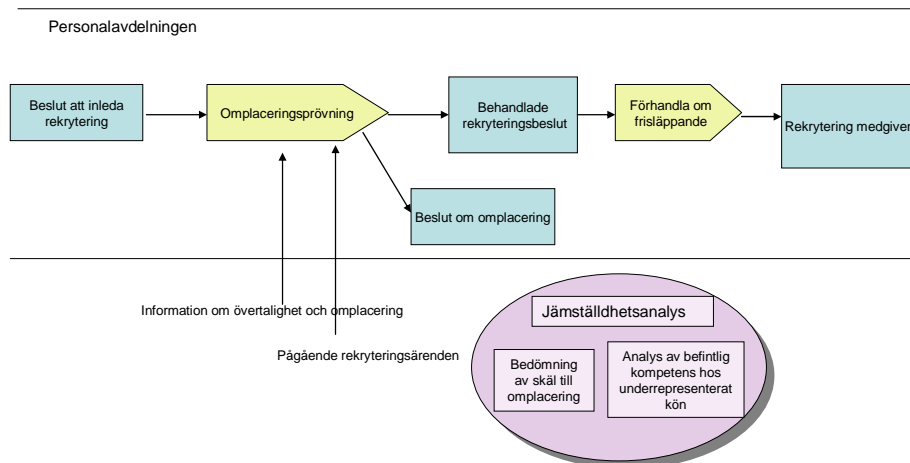 Personalavdelningen
Beslut att inleda
rekrytering
Omplaceringsprövning
Behandlade
rekryteringsbeslut
Förhandla om
frisläppande
Rekrytering medgiven
Beslut om omplacering
Information om övertalighet och omplacering
Pågående rekryteringsärenden
Jämställdhetsanalys
Bedömning
av skäl till
omplacering
Analys av befintlig
kompetens hos
underrepresenterat
kön